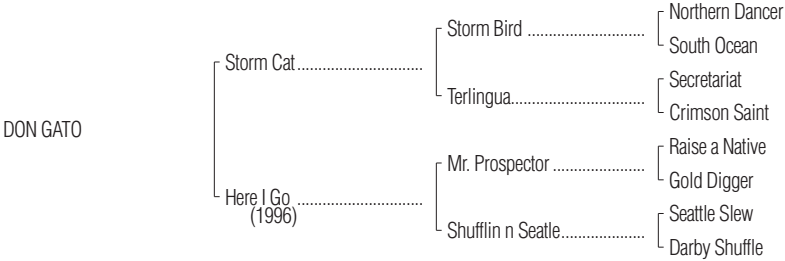 Northern Dancer
Storm Bird ............................
South Ocean
Storm Cat..............................
Secretariat
Terlingua................................
Crimson Saint
DON GATO
Raise a Native
Mr. Prospector ......................
Gold Digger
Here I Go ..............................
(1996)
Seattle Slew
Shufflin n Seatle....................
Darby Shuffle